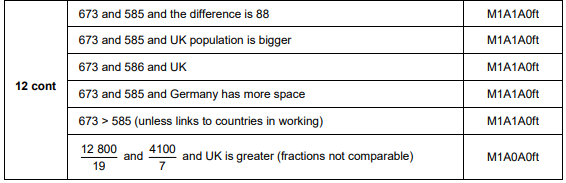 12 cont
673 and 585 and the difference is 88 M1A1A0ft
673 and 585 and UK population is bigger M1A1A0ft
673 and 586 and UK M1A1A0ft
673 and 585 and Germany has more space M1A1A0ft
673 > 585 (unless links to countries in working) M1A1A0ft
12 800/19 and 4100/7 and UK is greater (fractions not comparable) M1A0A0ft